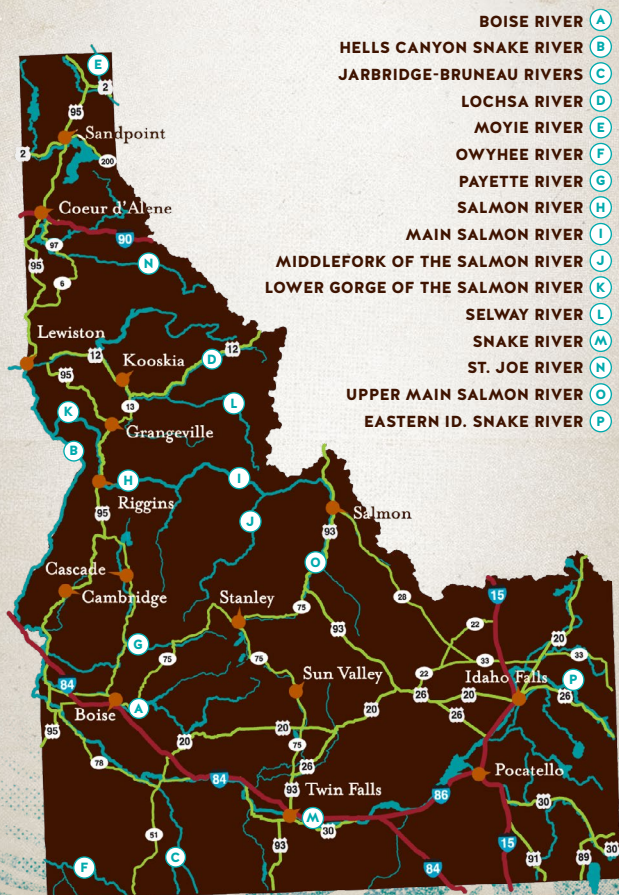 BOISE RIVER A
HELLS CANYON SNAKE RIVER B
JARBRIDGE-BRUNEAU RIVERS C
LOCHSA RIVER D
MOYIE RIVER E
OWYHEE RIVER F
PAYETTE RIVER G
SALMON RIVER H
MAIN SALMON RIVER I
MIDDLEFORK OF THE SALMON RIVER J
LOWER GORGE OF THE SALMON RIVER K
SELWAY RIVER L
SNAKE RIVER M
ST. JOE RIVER N
UPPER MAIN SALMON RIVER O
EASTERN ID. SNAKE RIVER P
E
2
95
Sandpoint
2
200
Coeur d'Alene
90
97
95
N
6
Lewiston
12
12
Kooskia
D
95
13
L
K
Grangeville
B
H
I
Riggins
95
J
Salmon
93
O
Cascade
Cambridge
Stanley
75
28
15
93
22
20
G
75
75
33
33
22
Sun Valley
Idaho Falls
P
84
26
20
26
Boise
A
20
26
95
20
20
75
78
26
Pocatello
84
93
Twin Falls
86
M
30
30
51
93
15
30
C
91
89
F
84